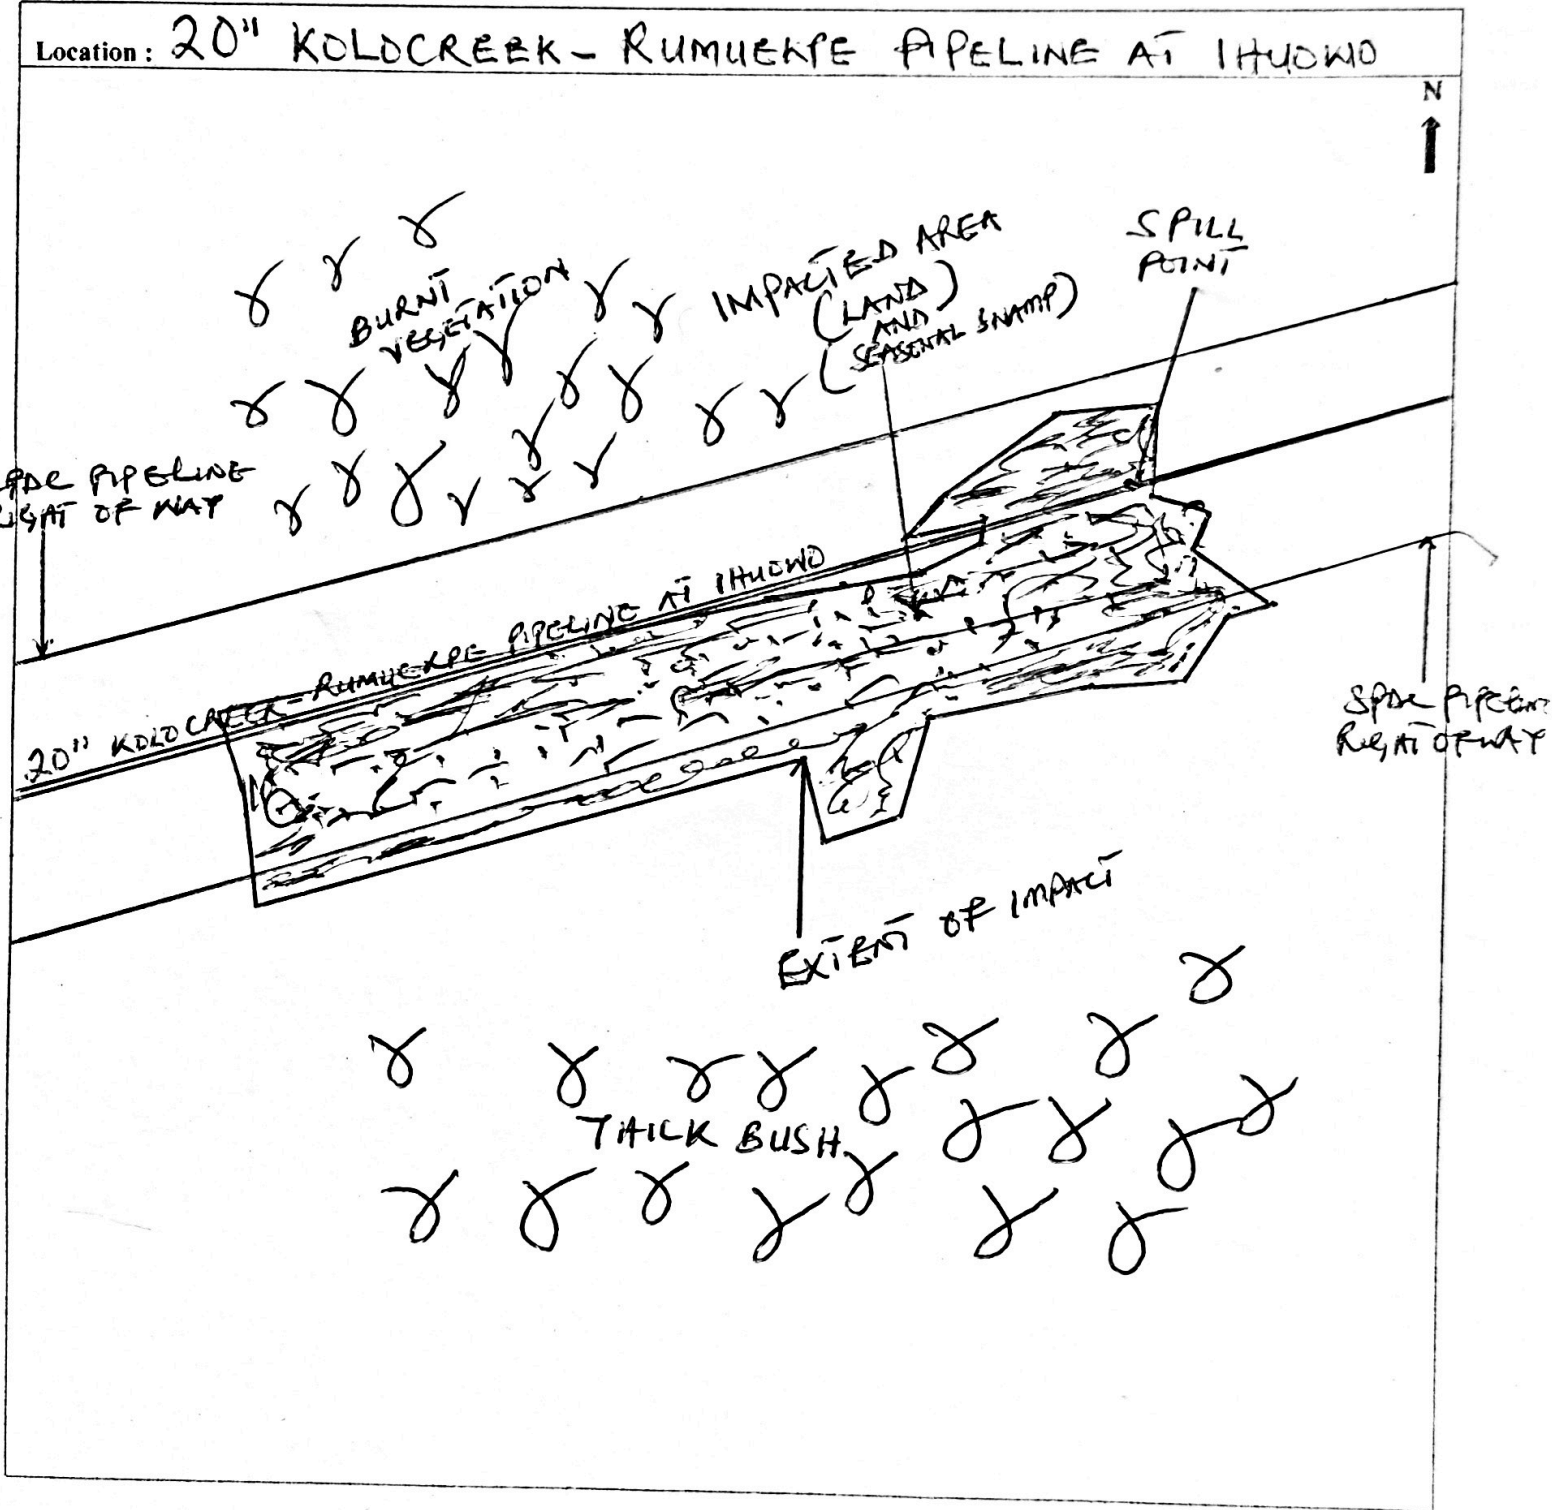 Location : 20" KOLOCREEK - RUMUEKPE PIPELINE AT IHUOWO
N
SPILL
POINT
IMPACTED AREA
(LAND)
AND
(SEASONAL SWAMP)
BURNT
VEGETATION
SPDC PIPELINE
RIGHT OF WAY
20" KOLOCREEK - RUMUEKPE PIPELINE AT IHUOWO
SPDC PIPELINE
RIGHT OF WAY
EXTENT OF IMPACT
THICK BUSH